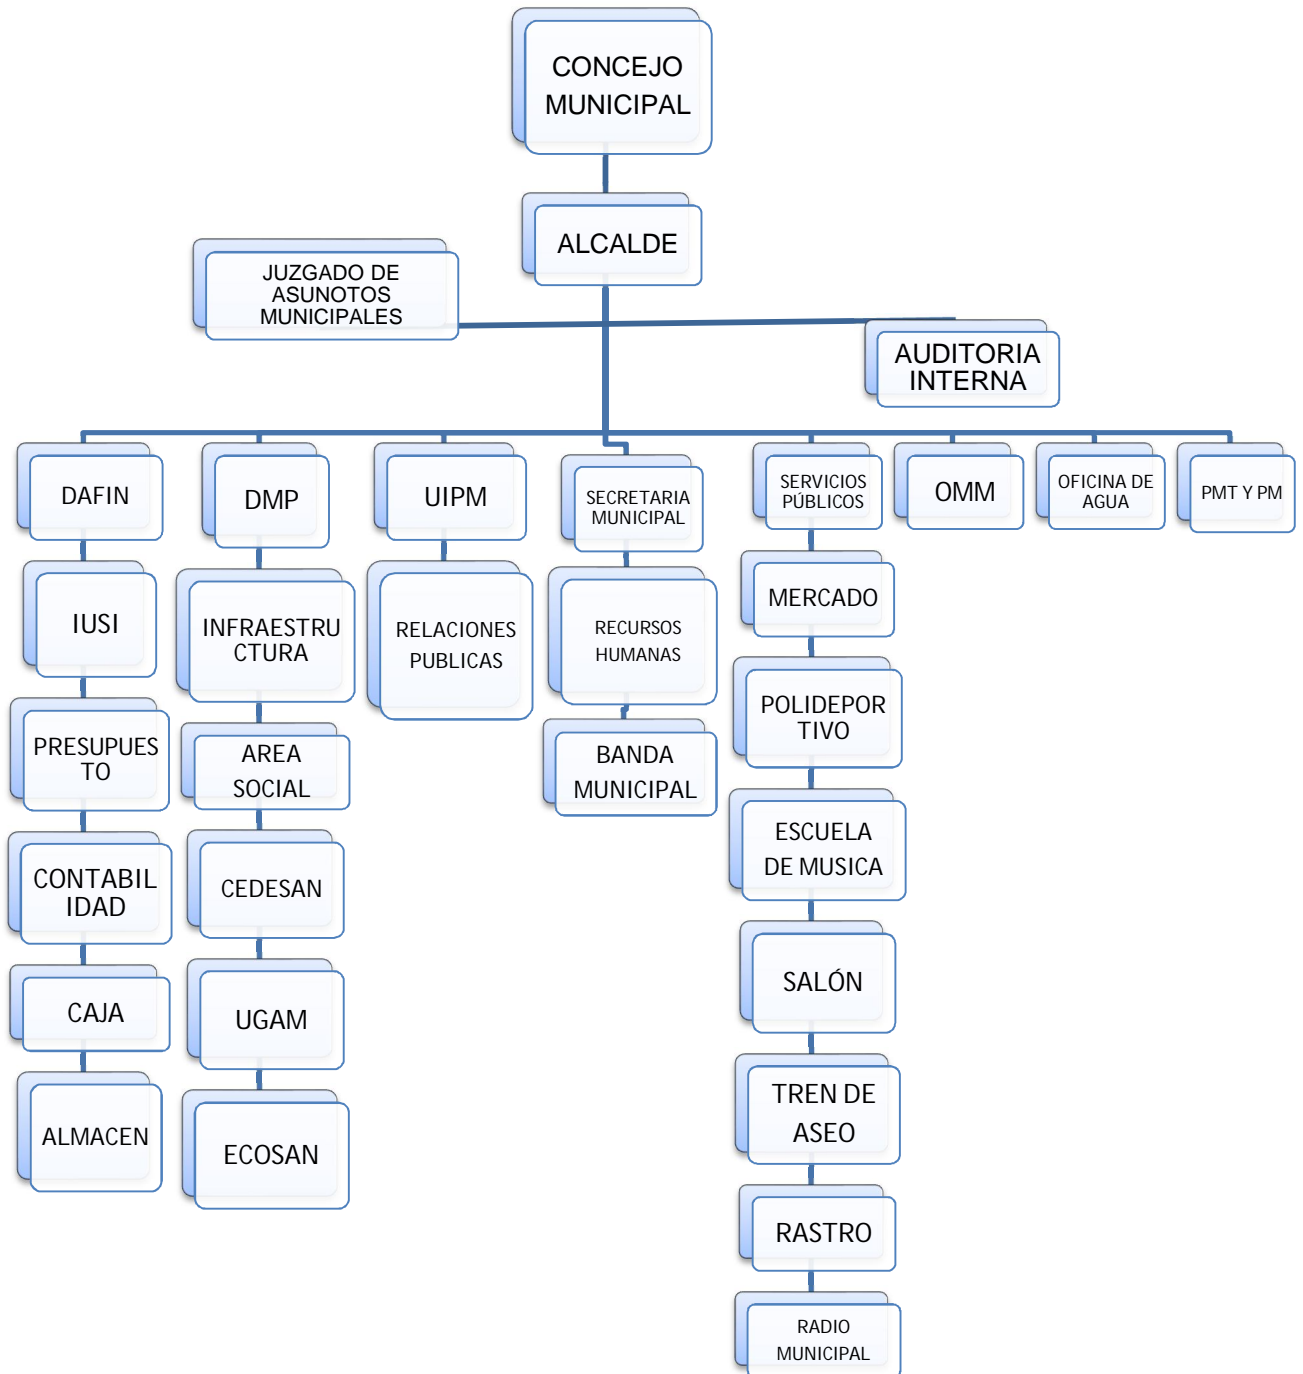 CONCEJO
MUNICIPAL
ALCALDE
JUZGADO DE
ASUNOTOS
MUNICIPALES
AUDITORIA
INTERNA
DAFIN
DMP
UIPM
SECRETARIA
MUNICIPAL
SERVICIOS
PÚBLICOS
OMM
OFICINA DE
AGUA
PMT Y PM
IUSI
PRESUPUES
TO
CONTABIL
IDAD
CAJA
ALMACEN
INFRAESTRU
CTURA
AREA
SOCIAL
CEDESAN
UGAM
ECOSAN
RELACIONES
PUBLICAS
RECURSOS
HUMANAS
BANDA
MUNICIPAL
MERCADO
POLIDEPOR
TIVO
ESCUELA
DE MUSICA
SALÓN
TREN DE
ASEO
RASTRO
RADIO
MUNICIPAL